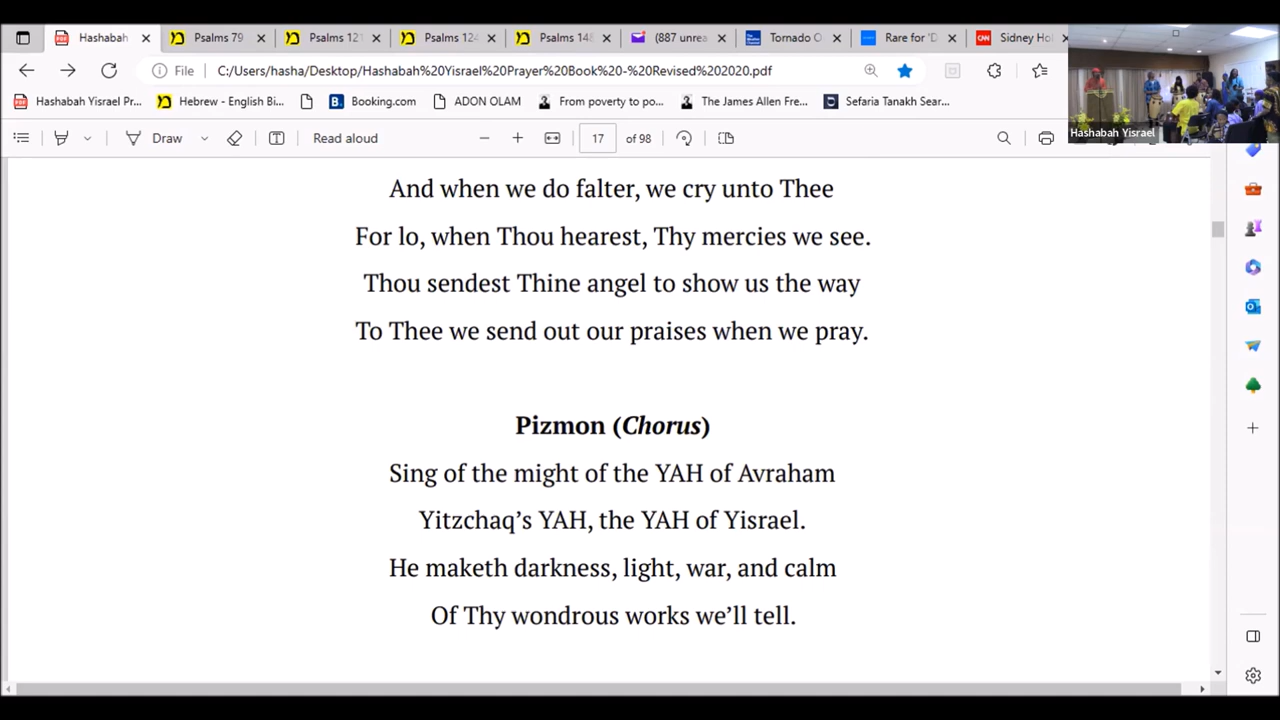 Hashabah
Psalms 79
Psalms 121
Psalms 124
Psalms 148
(887 unrea
Tornado O
Rare for 'D
Sidney Hol
File
C:/Users/hasha/Desktop/Hashabah%20Yisrael%20Prayer%20Book%20-%20Revised%202020.pdf
Hashabah Yisrael Pr...
Hebrew - English Bi...
Booking.com
ADON OLAM
From poverty to po...
The James Allen Fre...
Sefaria Tanakh Sear...
Hashabah Yisrael
Draw
Read aloud
17
of 98
And when we do falter, we cry unto Thee
For lo, when Thou hearest, Thy mercies we see.
Thou sendest Thine angel to show us the way
To Thee we send out our praises when we pray.
Pizmon (Chorus)
Sing of the might of the YAH of Avraham
Yitzchaq’s YAH, the YAH of Yisrael.
He maketh darkness, light, war, and calm
Of Thy wondrous works we’ll tell.